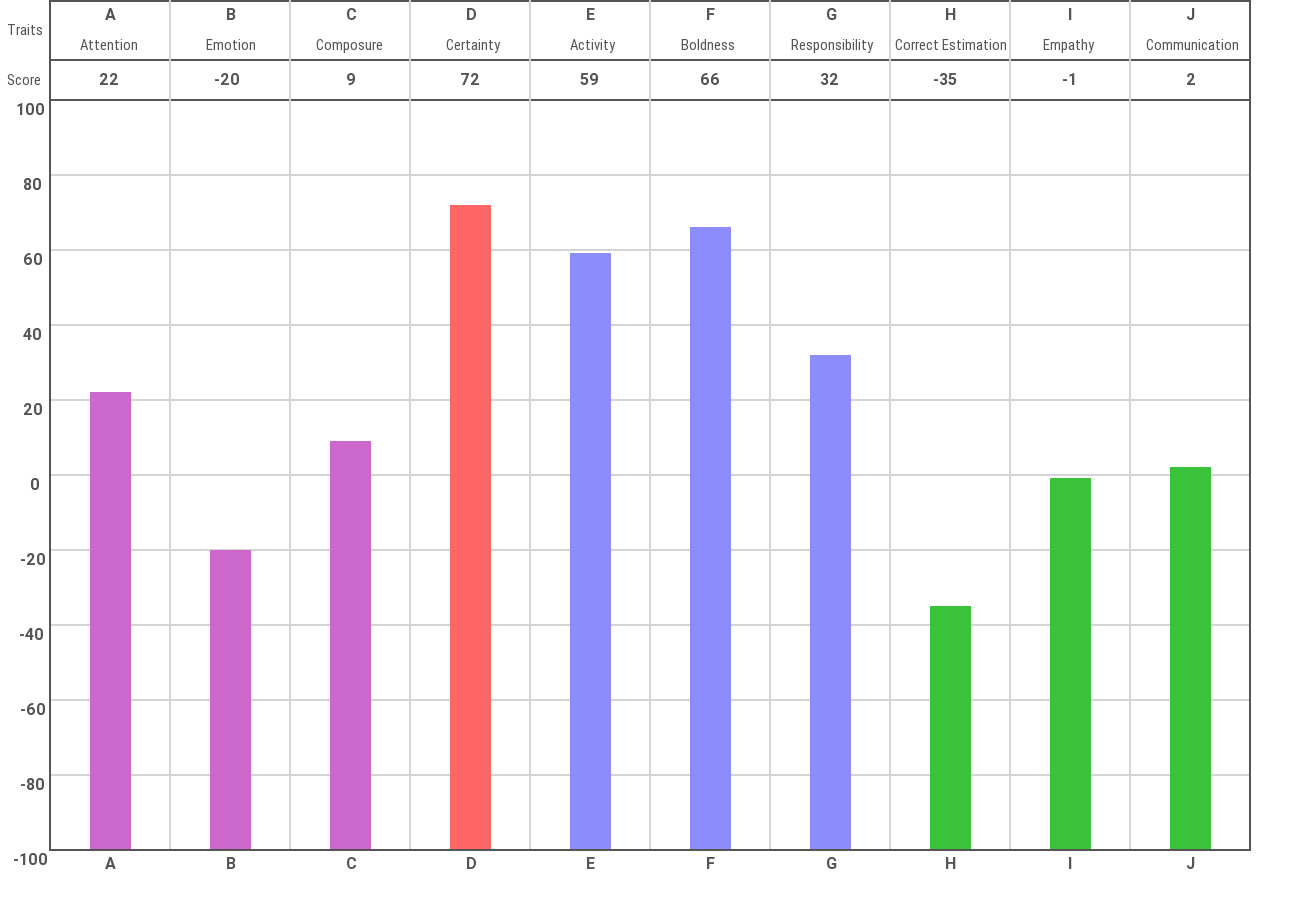 A B C D E F G H I J
Traits
Attention Emotion Composure Certainty Activity Boldness Responsibility Correct Estimation Empathy Communication
Score 22 -20 9 72 59 66 32 -35 -1 2
100
80
60
40
20
0
-20
-40
-60
-80
-100
A B C D E F G H I J